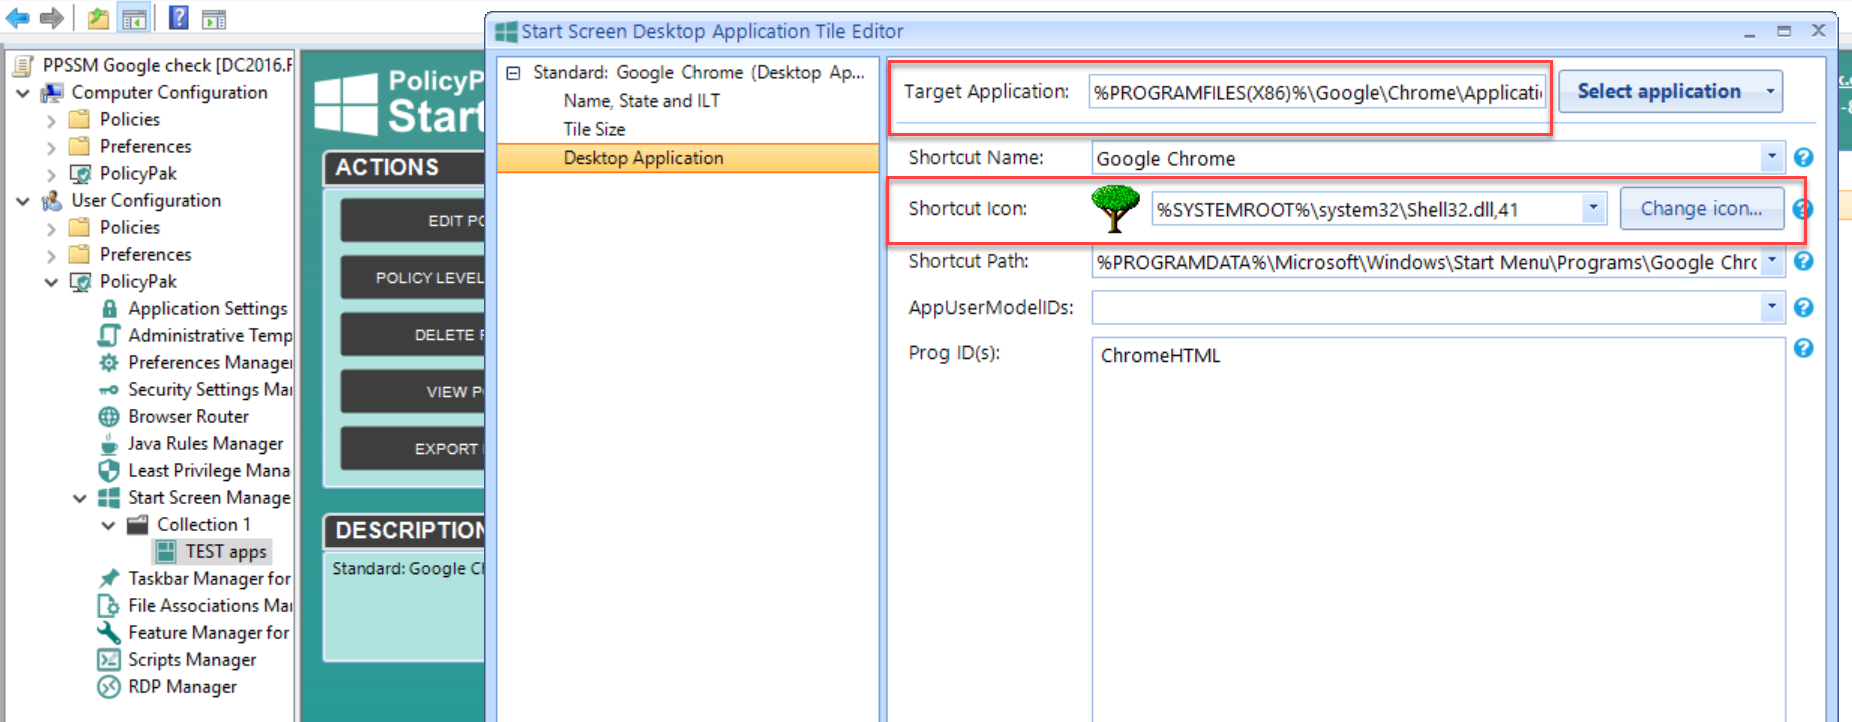 Start Screen Desktop Application Tile Editor
PPSSM Google check [DC2016.F
Computer Configuration
Policies
Preferences
PolicyPak
User Configuration
Policies
Preferences
PolicyPak
Application Settings
Administrative Temp
Preferences Manager
Security Settings Ma
Browser Router
Java Rules Manager
Least Privilege Mana
Start Screen Manage
Collection 1
TEST apps
Taskbar Manager for
File Associations Ma
Feature Manager for
Scripts Manager
RDP Manager
PolicyP
Start
ACTIONS
EDIT PO
POLICY LEVEL
DELETE
VIEW P
EXPORT
DESCRIPTION
Standard: Google Ch
Standard: Google Chrome (Desktop Ap...
Name, State and ILT
Tile Size
Desktop Application
Target Application: %PROGRAMFILES(X86)%\Google\Chrome\Applicati Select application
Shortcut Name: Google Chrome
Shortcut Icon: %SYSTEMROOT%\system32\Shell32.dll,41 Change icon...
Shortcut Path: %PROGRAMDATA%\Microsoft\Windows\Start Menu\Programs\Google Chrc
AppUserModelIDs:
Prog ID(s): ChromeHTML